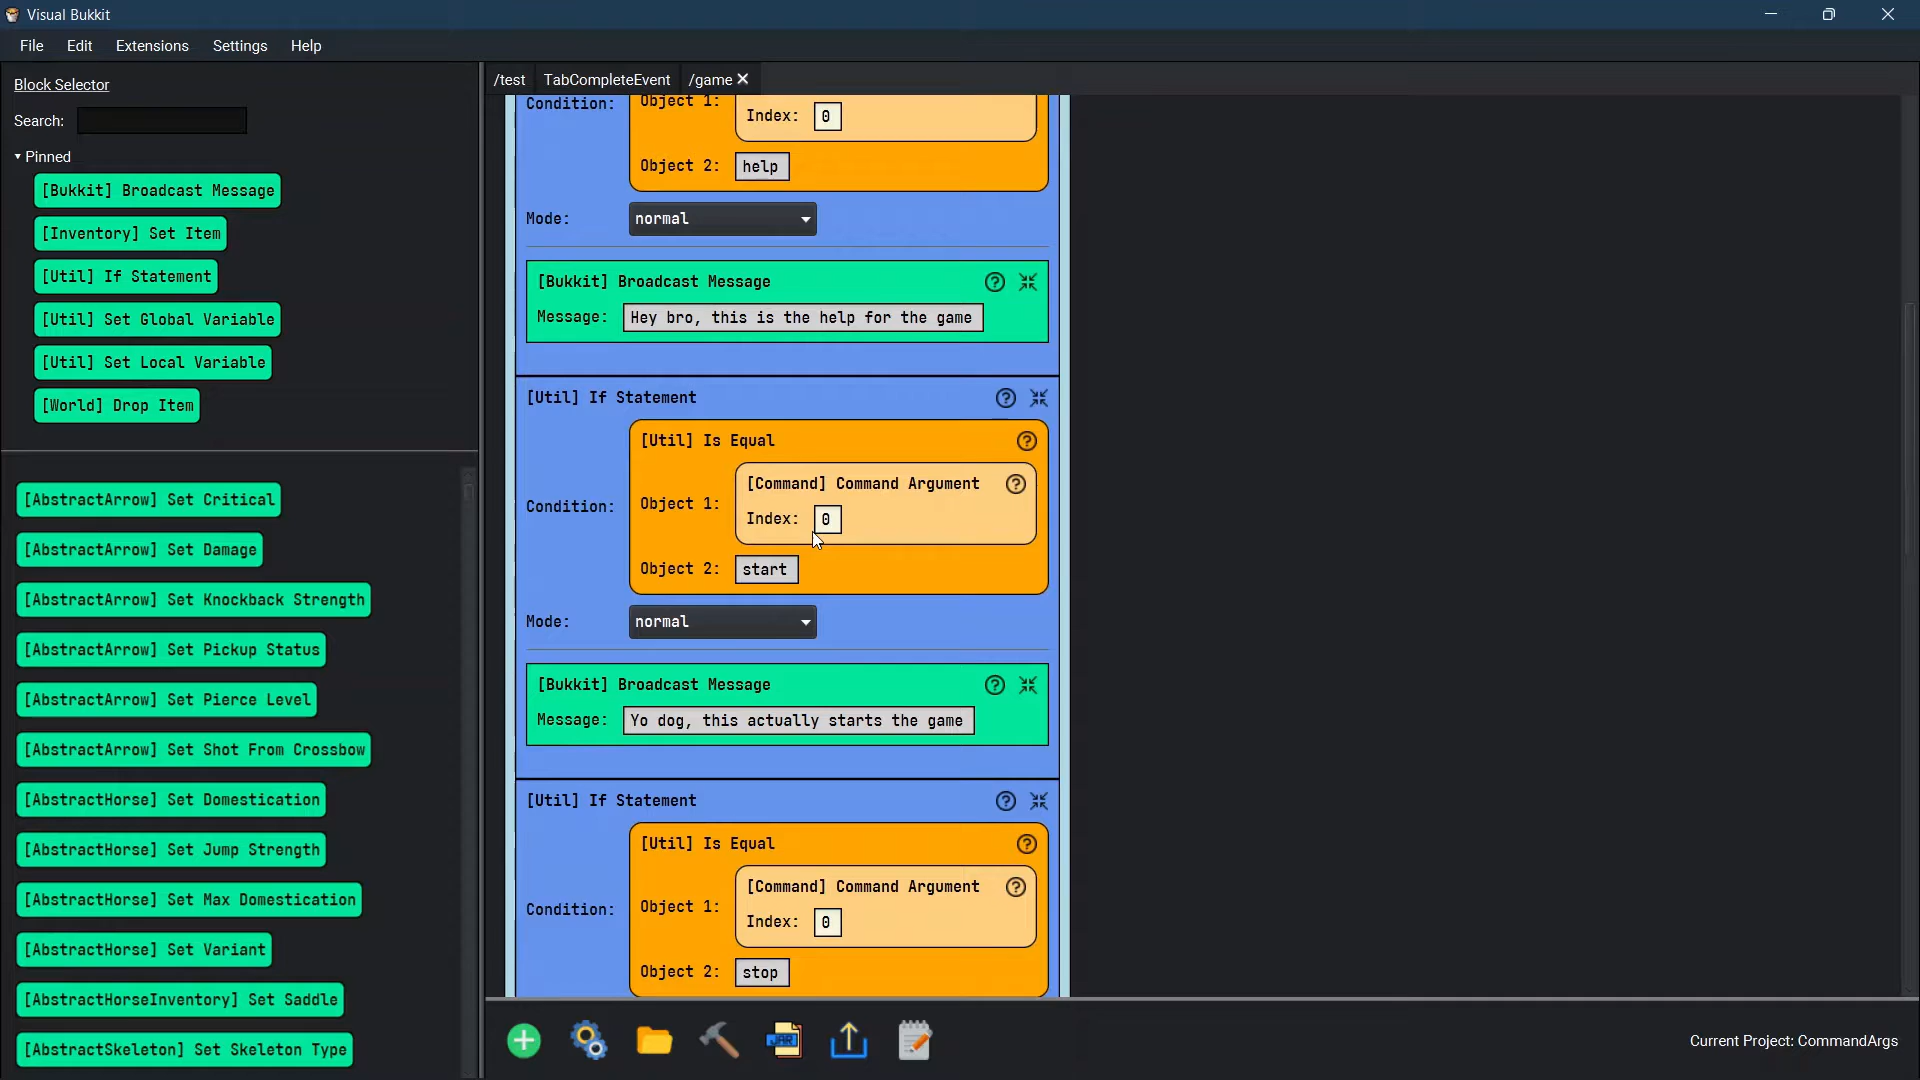 Visual Bukkit
File Edit Extensions Settings Help
Block Selector
Search:
Pinned
[Bukkit] Broadcast Message
[Inventory] Set Item
[Util] If Statement
[Util] Set Global Variable
[Util] Set Local Variable
[World] Drop Item
[AbstractArrow] Set Critical
[AbstractArrow] Set Damage
[AbstractArrow] Set Knockback Strength
[AbstractArrow] Set Pickup Status
[AbstractArrow] Set Pierce Level
[AbstractArrow] Set Shot From Crossbow
[AbstractHorse] Set Domestication
[AbstractHorse] Set Jump Strength
[AbstractHorse] Set Max Domestication
[AbstractHorse] Set Variant
[AbstractHorseInventory] Set Saddle
[AbstractSkeleton] Set Skeleton Type
/test TabCompleteEvent /game
Condition: Object 1:
Index: 0
Object 2: help
Mode: normal
[Bukkit] Broadcast Message
Message: Hey bro, this is the help for the game
[Util] If Statement
[Util] Is Equal
[Command] Command Argument
Condition: Object 1:
Index: 0
Object 2: start
Mode: normal
[Bukkit] Broadcast Message
Message: Yo dog, this actually starts the game
[Util] If Statement
[Util] Is Equal
[Command] Command Argument
Condition: Object 1:
Index: 0
Object 2: stop
JAR
Current Project: CommandArgs